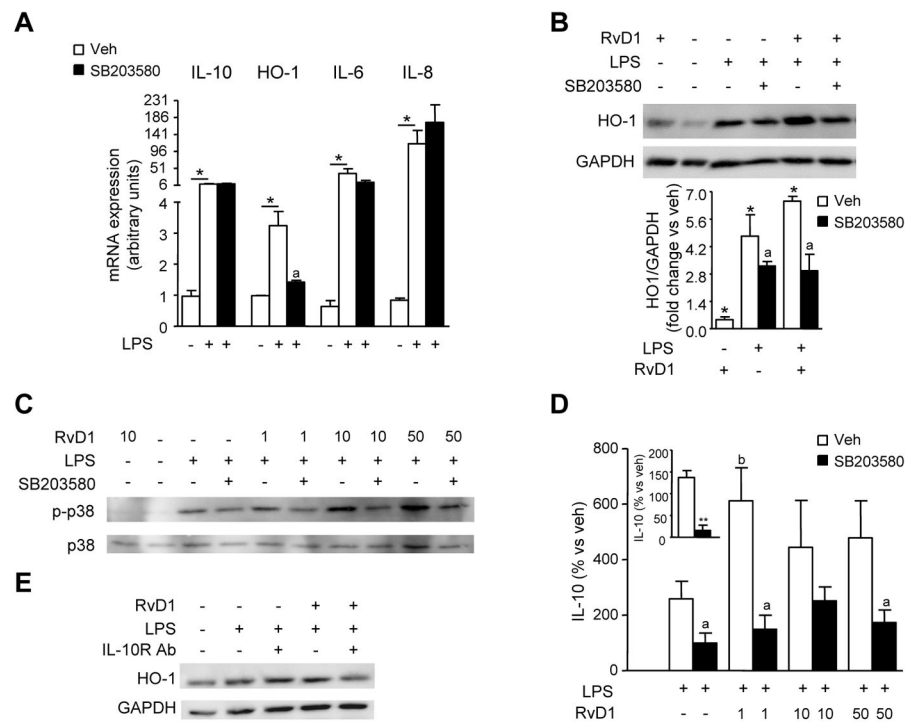 A
Veh
SB203580
IL-10 HO-1 IL-6 IL-8
mRNA expression
(arbitrary units)
231
186
141
96
51
6
4
3
2
1
0
* * * *
a
LPS - + + - + + - + + - + +
B
RvD1 + - - - + +
LPS - - + + + +
SB203580 - - - + - +
HO-1
GAPDH
HO1/GAPDH
(fold change vs veh)
7.0
5.6
4.2
2.8
1.4
0.0
Veh
SB203580
* * a * a
LPS - + +
RvD1 + - +
C
RvD1 10 - - - 1 1 10 10 50 50
LPS - - + + + + + + + +
SB203580 - - - + - + - + - +
p-p38
p38
D
IL-10 (% vs veh)
800
600
400
200
0
Veh
SB203580
IL-10 (% vs veh)
200
150
100
50
0
**
a b a a
LPS + + + + + + + +
RvD1 - - 1 1 10 10 50 50
E
RvD1 - - - + +
LPS - + + + +
IL-10R Ab - - + - +
HO-1
GAPDH